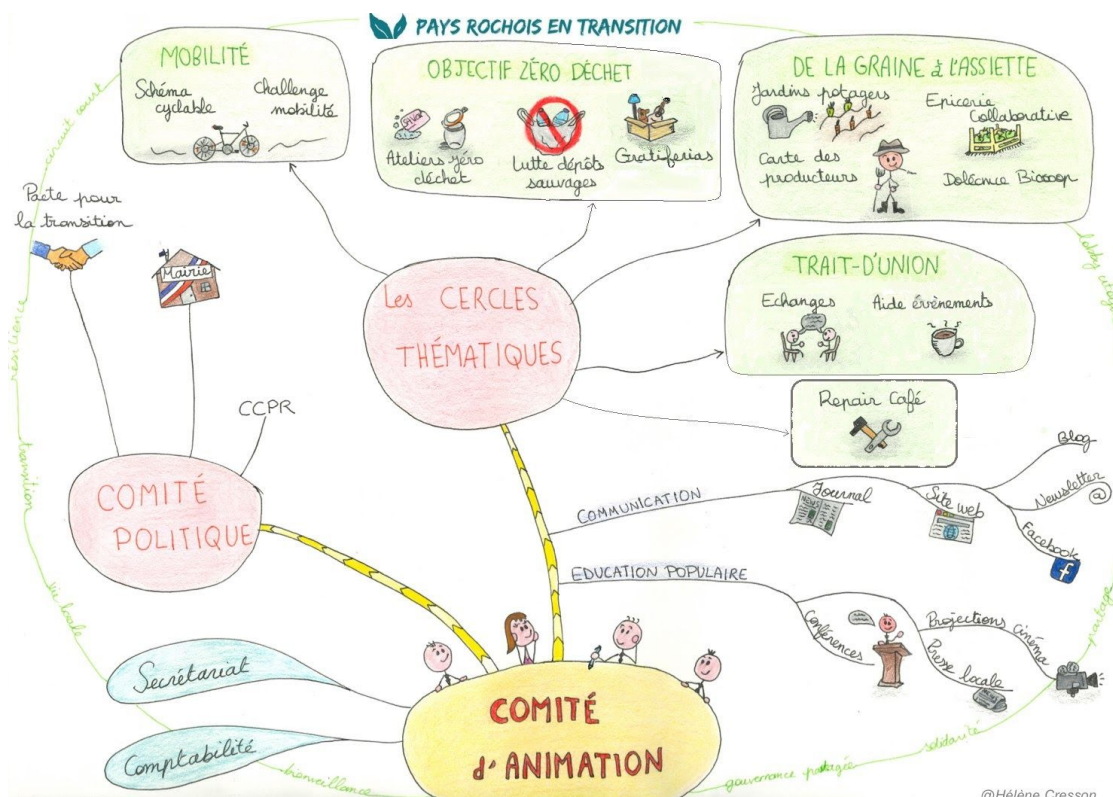 PAYS ROCHOIS EN TRANSITION
MOBILITÉ
Schéma
cyclable
Challenge
mobilité
OBJECTIF ZÉRO DÉCHET
Ateliers zéro
déchet
Lutte dépôts
sauvages
Gratiferias
DE LA GRAINE à L'ASSIETTE
Jardins potagers
Epicerie
Collaborative
Carte des
producteurs
Doléance Biocoop
TRAIT-D'UNION
Echanges
Aide évènements
Repair Café
Les CERCLES
THÉMATIQUES
Pacte pour
la transition
Mairie
CCPR
COMITÉ
POLITIQUE
COMMUNICATION
Journal
NEWS
Site web
Blog
Newsletter
@
Facebook
f
EDUCATION POPULAIRE
Conférences
Projections cinéma
Presse locale
Secrétariat
Comptabilité
COMITÉ
d'ANIMATION
circuit court
résilience
transition
vie locale
bienveillance
gouvernance partagée
solidarité
partage
@Hélène Cresson